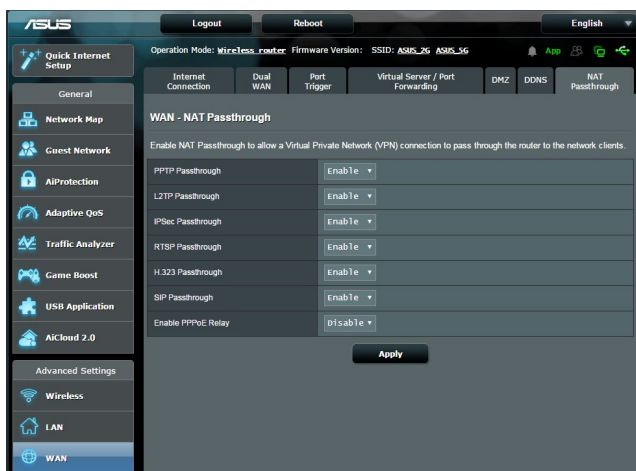 ASUS
Logout
Reboot
English
Quick Internet
Setup
Operation Mode: Wireless router Firmware Version: SSID: ASUS_2G ASUS_5G
App
Internet
Connection
Dual
WAN
Port
Trigger
Virtual Server / Port
Forwarding
DMZ
DDNS
NAT
Passthrough
General
Network Map
Guest Network
AiProtection
Adaptive QoS
Traffic Analyzer
Game Boost
USB Application
AiCloud 2.0
Advanced Settings
Wireless
LAN
WAN
WAN - NAT Passthrough
Enable NAT Passthrough to allow a Virtual Private Network (VPN) connection to pass through the router to the network clients.
PPTP Passthrough Enable
L2TP Passthrough Enable
IPSec Passthrough Enable
RTSP Passthrough Enable
H.323 Passthrough Enable
SIP Passthrough Enable
Enable PPPoE Relay Disable
Apply